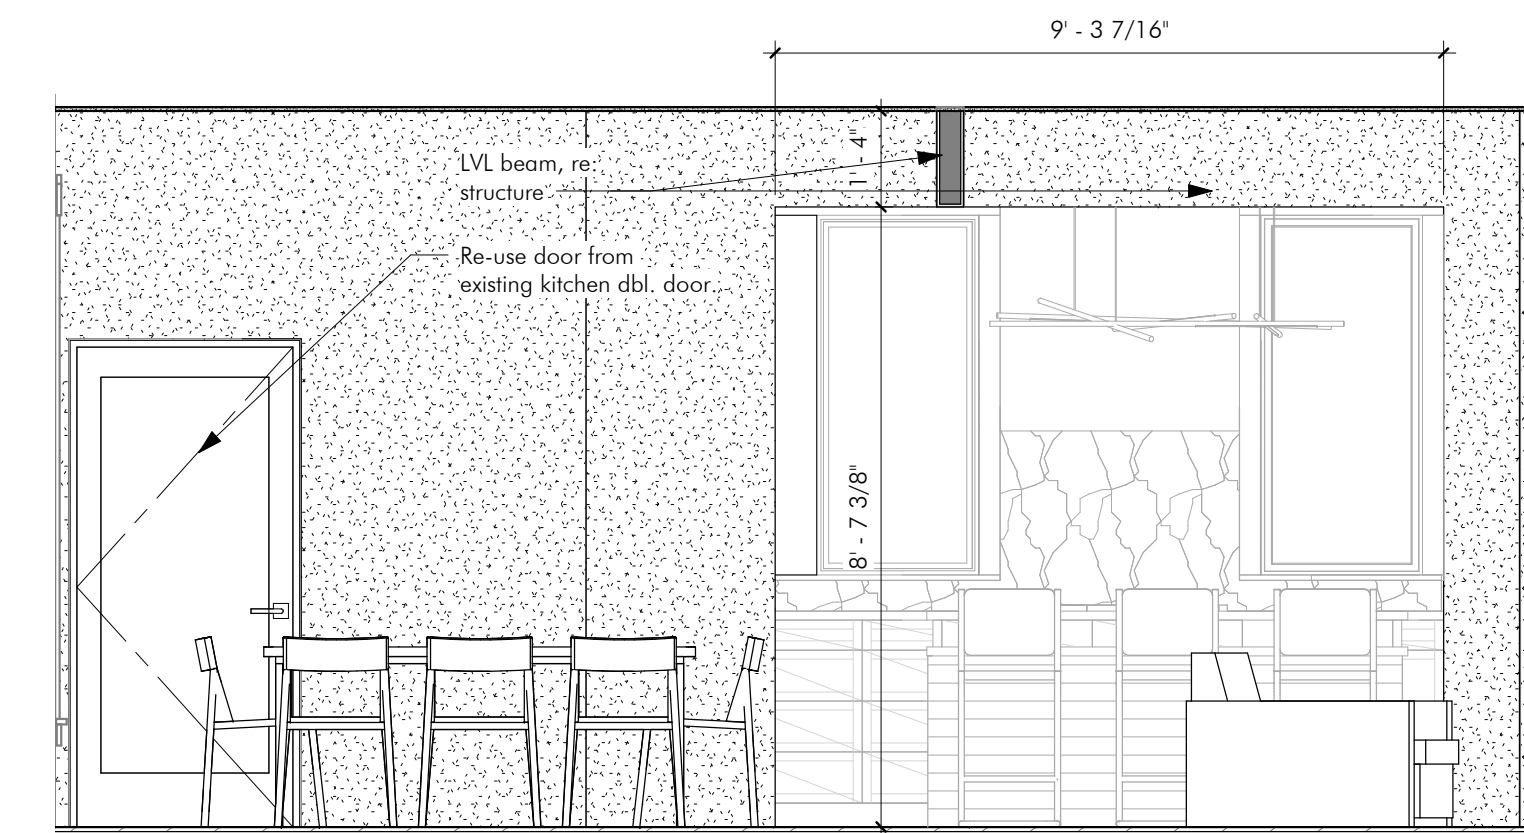 9' - 3 7/16"
1' - 4"
LVL beam, re:
structure
Re-use door from
existing kitchen dbl. door
8' - 7 3/8"